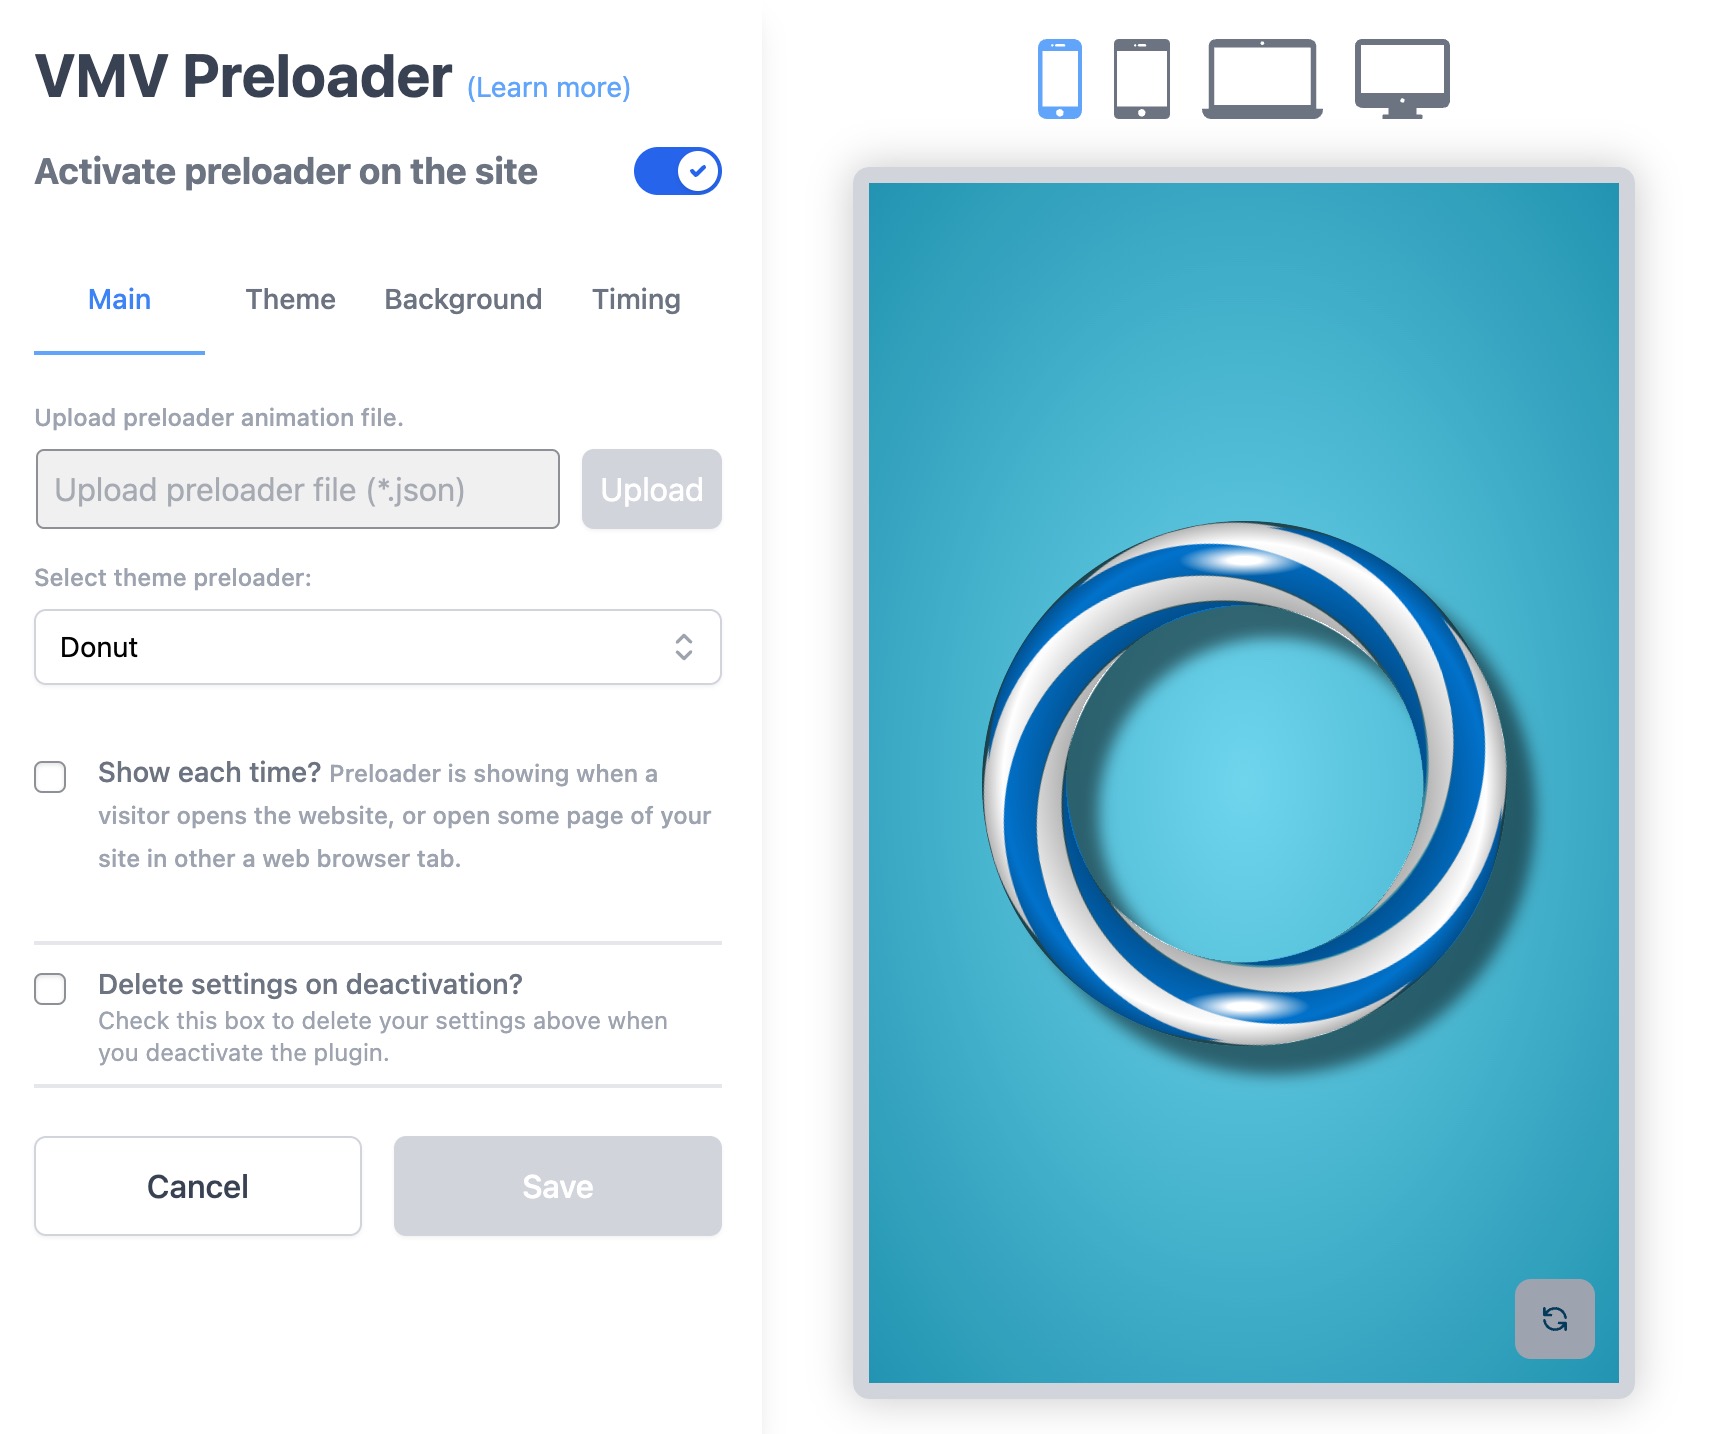 VMV Preloader (Learn more)
Activate preloader on the site
Main Theme Background Timing
Upload preloader animation file.
Upload preloader file (*.json) Upload
Select theme preloader:
Donut
Show each time? Preloader is showing when a
visitor opens the website, or open some page of your
site in other a web browser tab.
Delete settings on deactivation?
Check this box to delete your settings above when
you deactivate the plugin.
Cancel Save